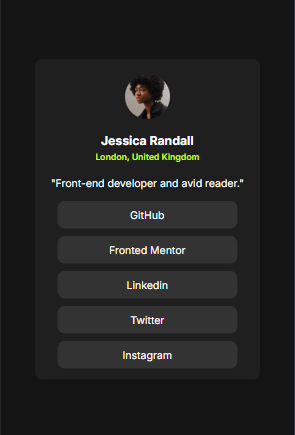 Jessica Randall
London, United Kingdom
"Front-end developer and avid reader."
GitHub
Fronted Mentor
Linkedin
Twitter
Instagram